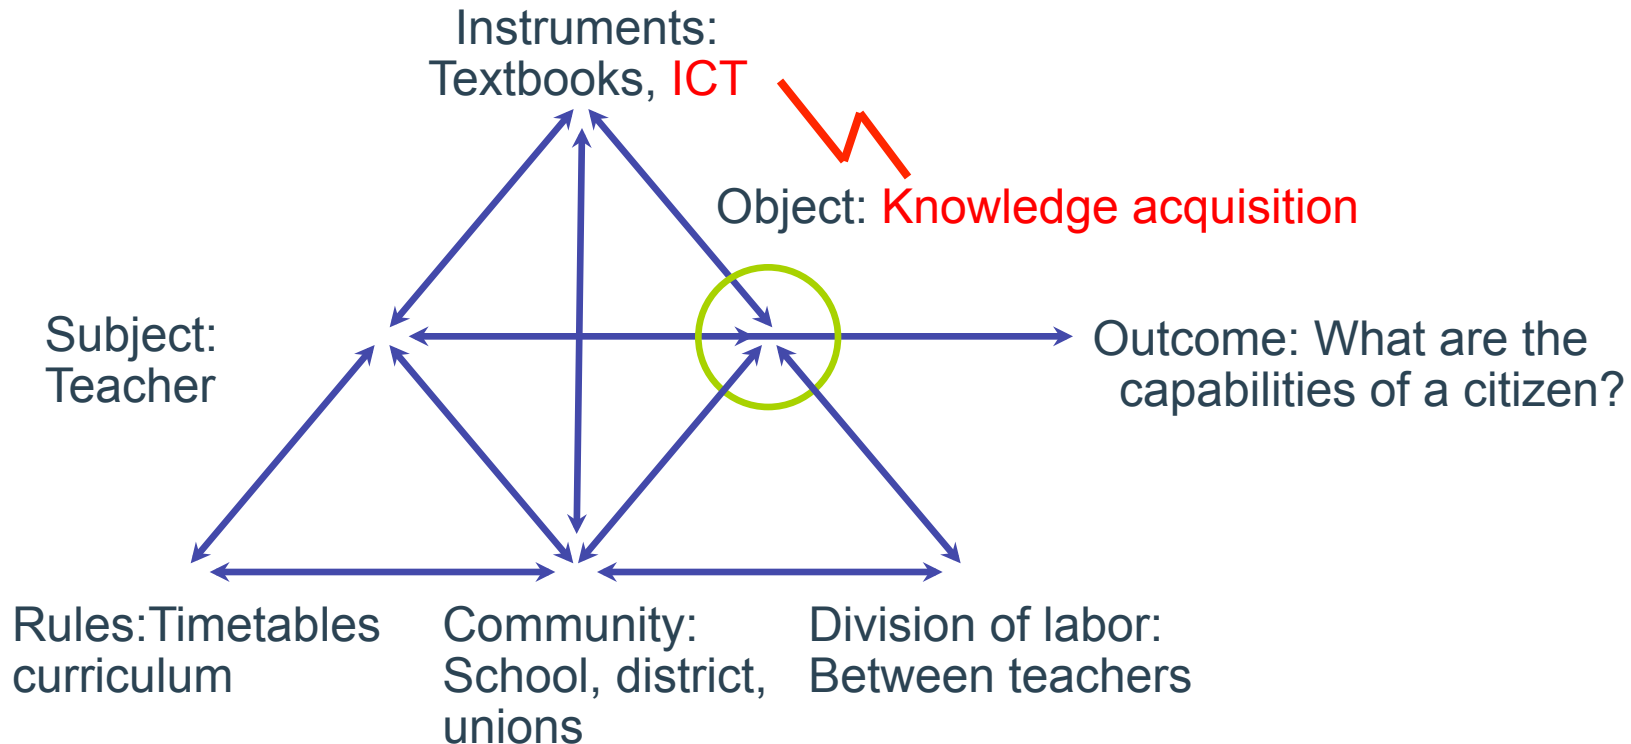 Instruments:
Textbooks, ICT
Object: Knowledge acquisition
Subject:
Teacher
Outcome: What are the
capabilities of a citizen?
Rules:Timetables
curriculum
Community:
School, district,
unions
Division of labor:
Between teachers